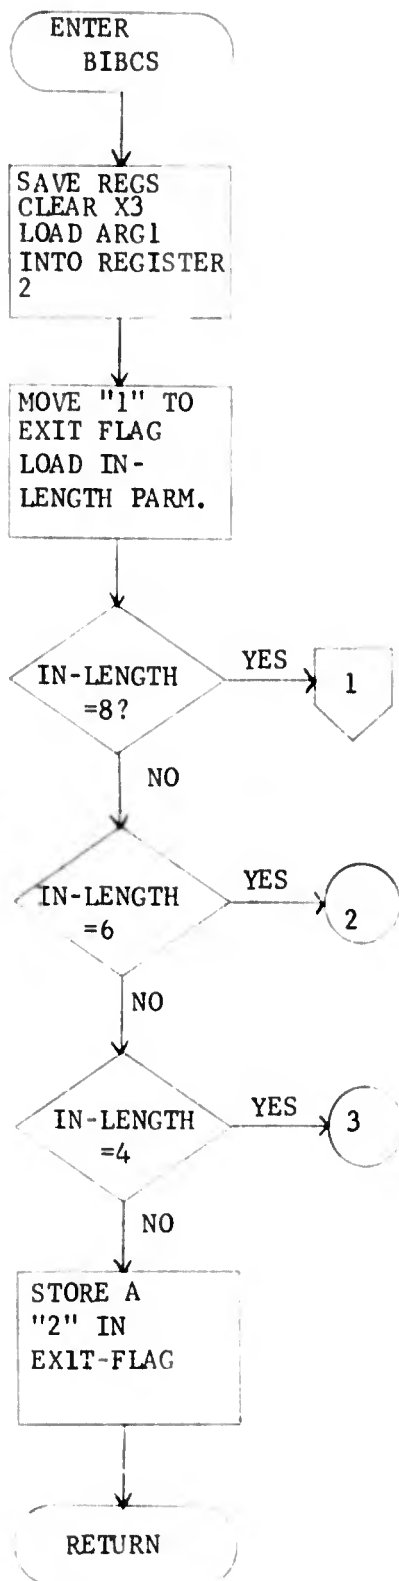 ENTER
BIBCS
SAVE REGS
CLEAR X3
LOAD ARG1
INTO REGISTER
2
MOVE "1" TO
EXIT FLAG
LOAD IN-
LENGTH PARM.
IN-LENGTH
=8?
YES
1
NO
IN-LENGTH
=6
YES
2
NO
IN-LENGTH
=4
YES
3
NO
STORE A
"2" IN
EXIT-FLAG
RETURN